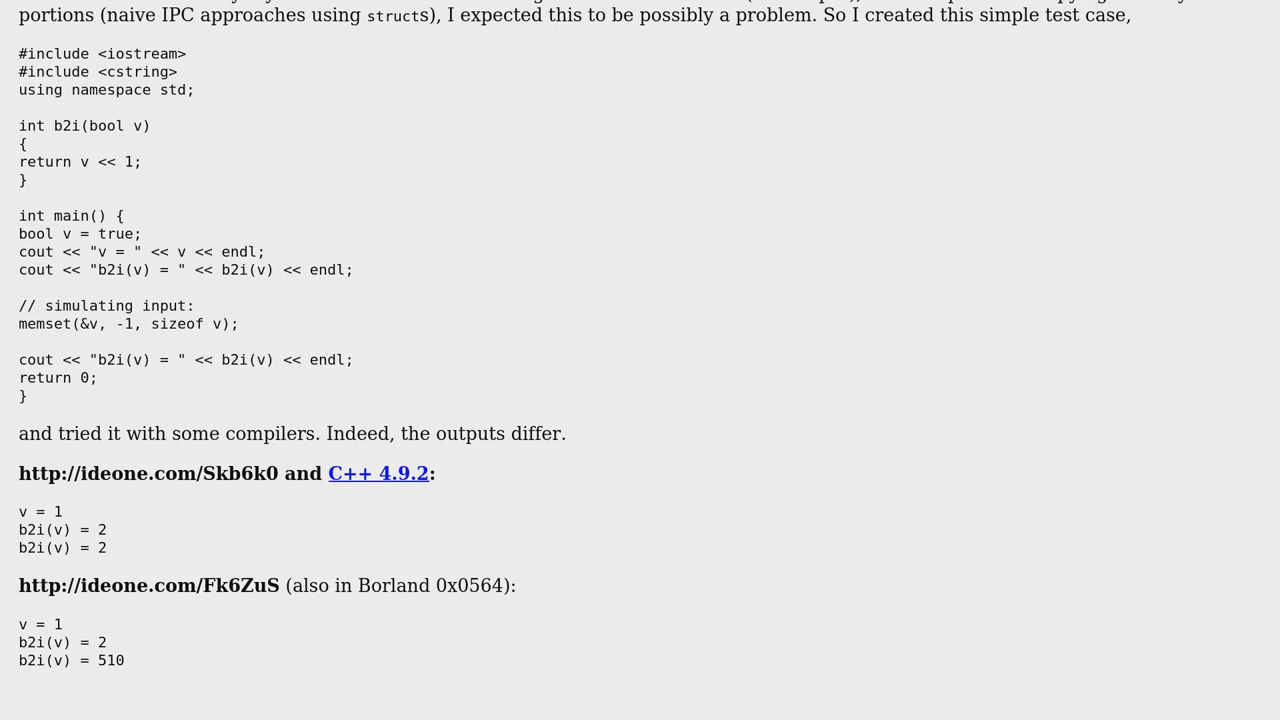 portions (naive IPC approaches using structs), I expected this to be possibly a problem. So I created this simple test case,
#include <iostream>
#include <cstring>
using namespace std;
int b2i(bool v)
{
return v << 1;
}
int main() {
bool v = true;
cout << "v = " << v << endl;
cout << "b2i(v) = " << b2i(v) << endl;
// simulating input:
memset(&v, -1, sizeof v);
cout << "b2i(v) = " << b2i(v) << endl;
return 0;
}
and tried it with some compilers. Indeed, the outputs differ.
http://ideone.com/Skb6k0 and C++ 4.9.2:
v = 1
b2i(v) = 2
b2i(v) = 2
http://ideone.com/Fk6ZuS (also in Borland 0x0564):
v = 1
b2i(v) = 2
b2i(v) = 510